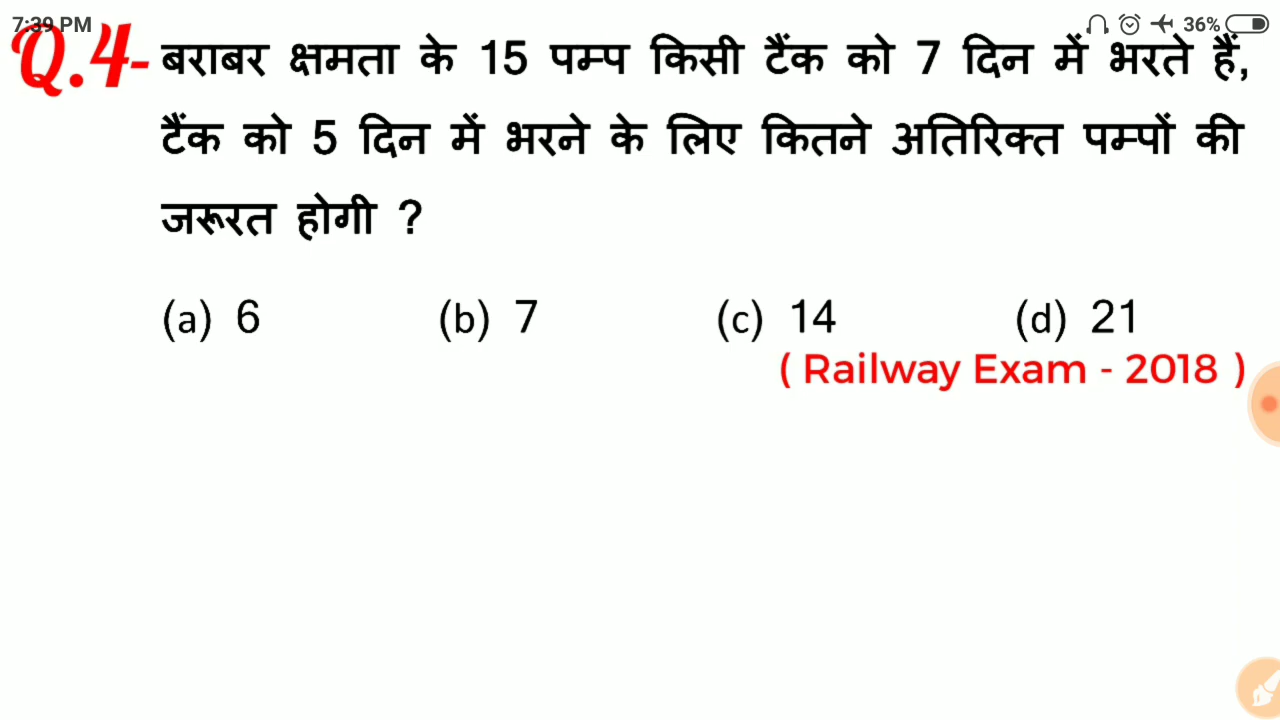 7:39 PM
36%
Q.4- बराबर क्षमता के 15 पम्प किसी टैंक को 7 दिन में भरते हैं,
टैंक को 5 दिन में भरने के लिए कितने अतिरिक्त पम्पों की
जरूरत होगी ?
(a) 6 (b) 7 (c) 14 (d) 21
( Railway Exam - 2018 )